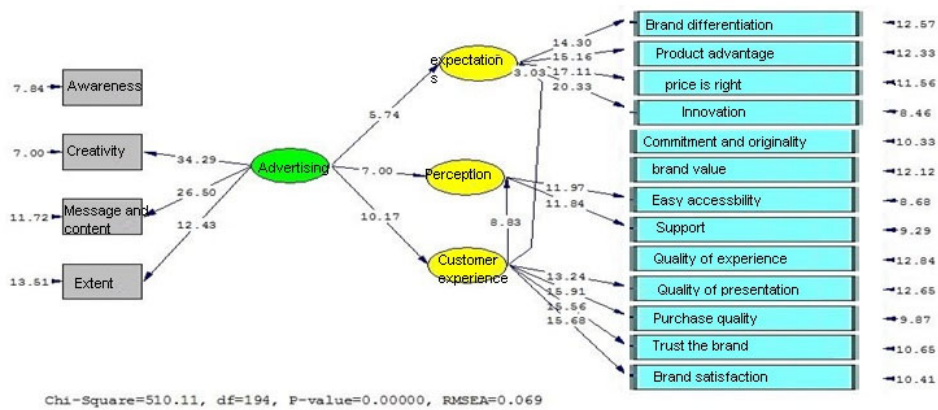 Brand differentiation
12.57
14.30
expectation
s
15.16
Product advantage
12.33
3.03
17.11
price is right
11.56
7.84
Awareness
20.33
Innovation
8.46
5.74
Commitment and originality
10.33
7.00
Creativity
34.29
Advertising
7.00
Perception
brand value
12.12
26.50
11.97
Easy accessbility
8.68
11.72
Message and
content
12.43
10.17
8.83
11.84
Support
9.29
Customer
experience
Quality of experience
12.84
13.51
Extent
13.24
Quality of presentation
12.65
15.91
Purchase quality
9.87
15.56
15.68
Trust the brand
10.65
Brand satisfaction
10.41
Chi-Square=510.11, df=194, P-value=0.00000, RMSEA=0.069